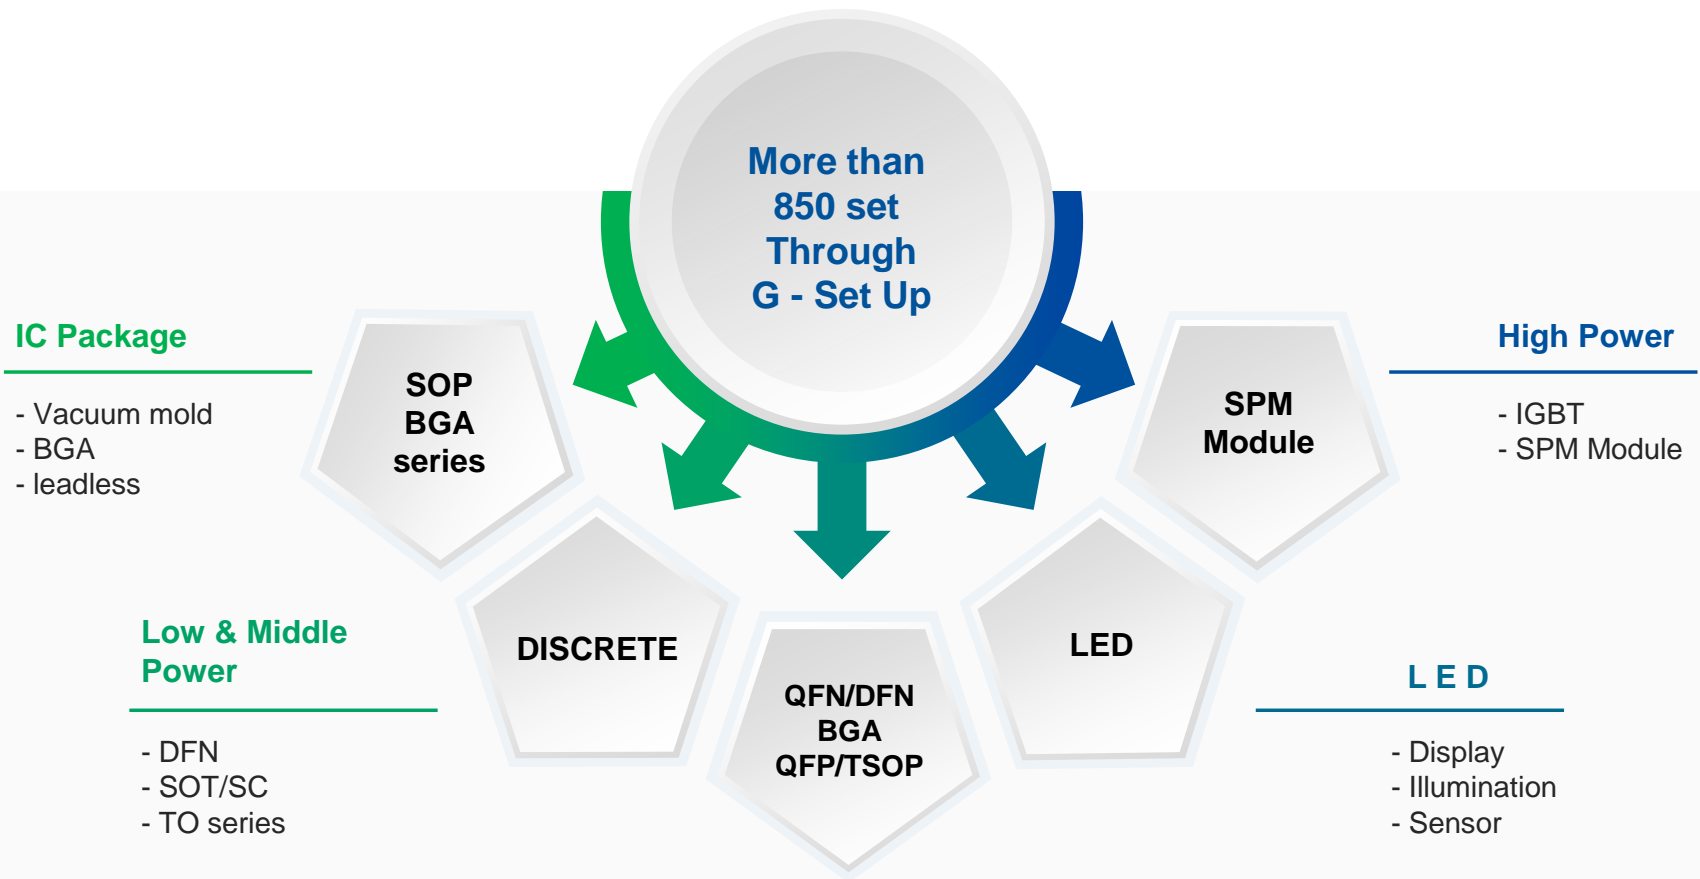 More than
850 set
Through
G - Set Up
IC Package
- Vacuum mold
- BGA
- leadless
SOP
BGA
series
Low & Middle
Power
- DFN
- SOT/SC
- TO series
DISCRETE
QFN/DFN
BGA
QFP/TSOP
LED
L E D
- Display
- Illumination
- Sensor
SPM
Module
High Power
- IGBT
- SPM Module